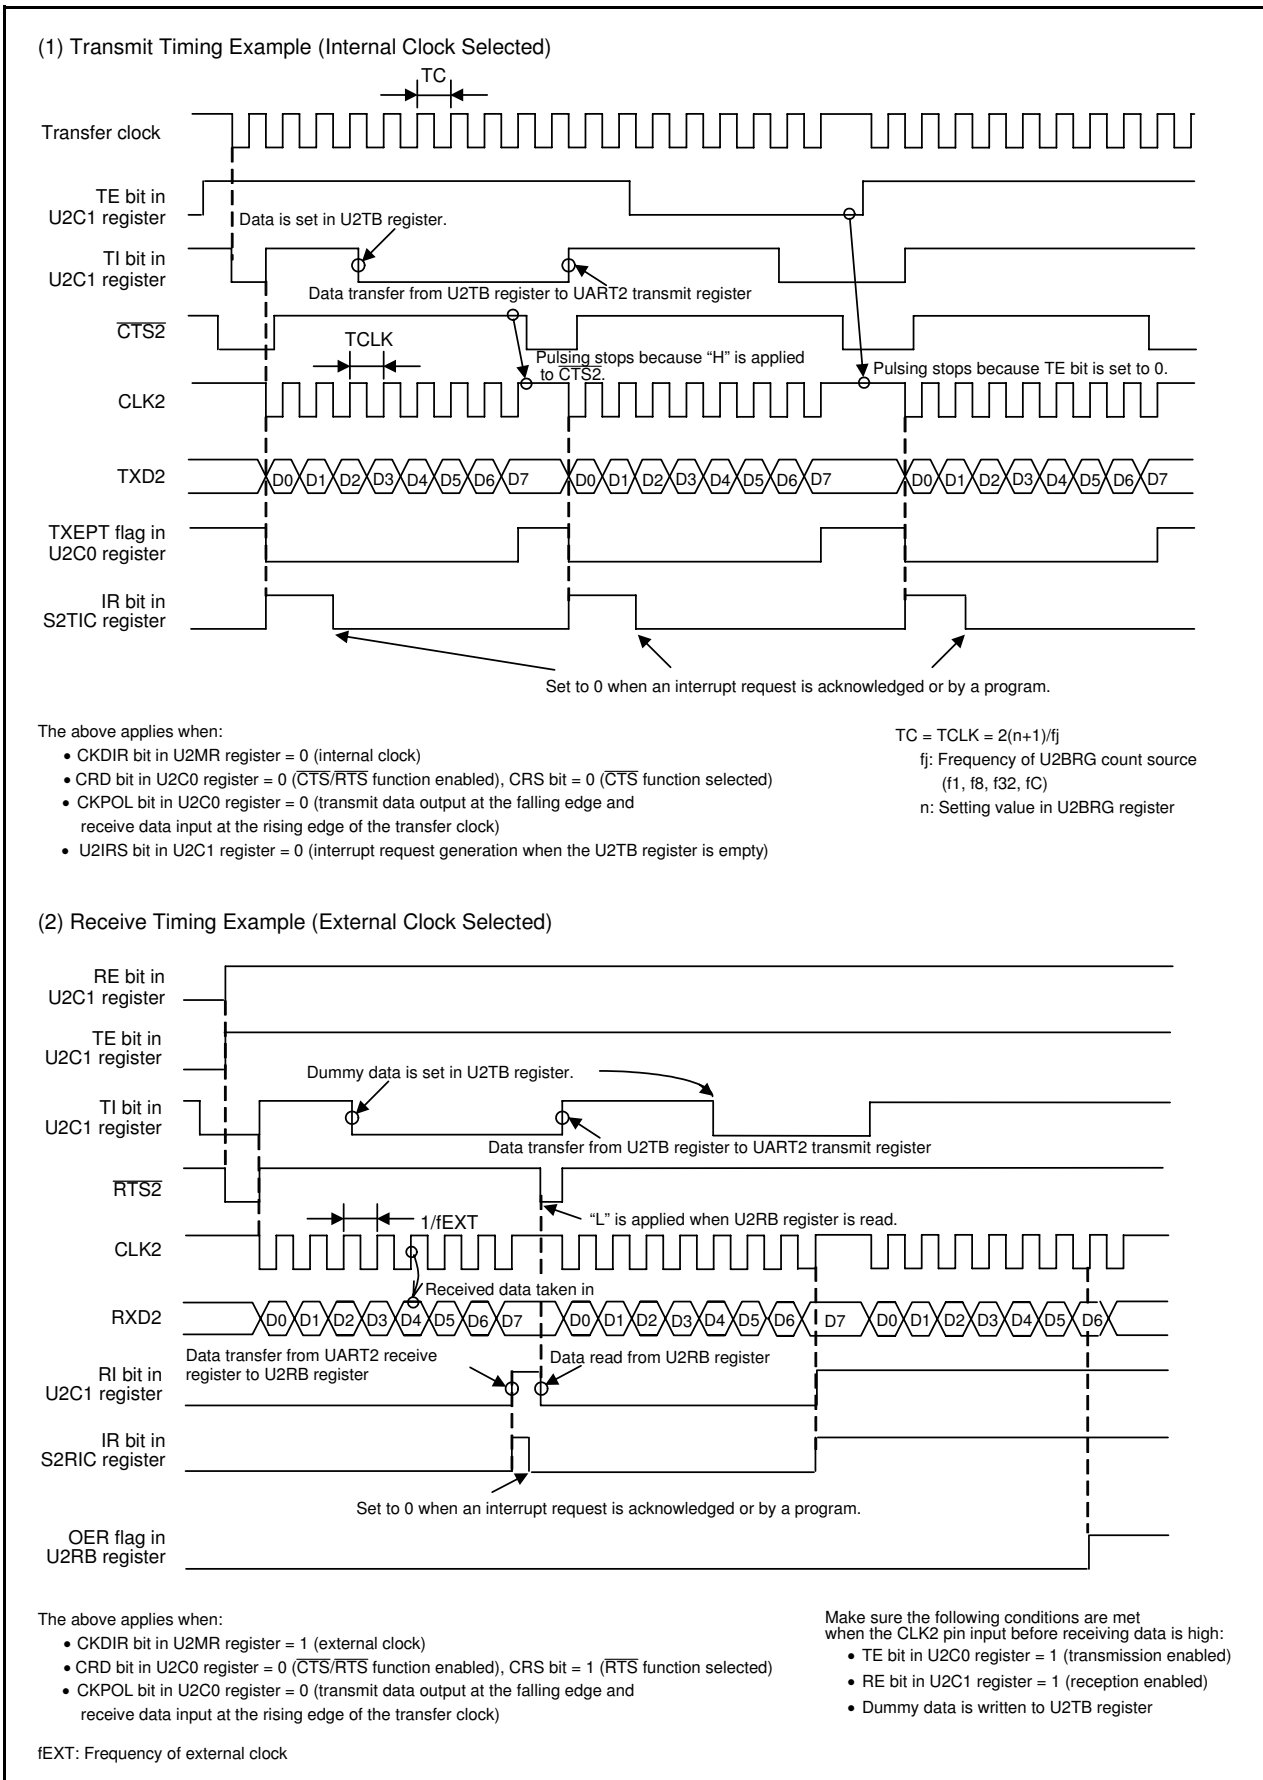 (1) Transmit Timing Example (Internal Clock Selected)
TC
Transfer clock
TE bit in
U2C1 register
Data is set in U2TB register.
TI bit in
U2C1 register
Data transfer from U2TB register to UART2 transmit register
CTS2
TCLK
Pulsing stops because “H” is applied
to CTS2.
Pulsing stops because TE bit is set to 0.
CLK2
TXD2
D0 D1 D2 D3 D4 D5 D6 D7 D0 D1 D2 D3 D4 D5 D6 D7 D0 D1 D2 D3 D4 D5 D6 D7
TXEPT flag in
U2C0 register
IR bit in
S2TIC register
Set to 0 when an interrupt request is acknowledged or by a program.
The above applies when:
• CKDIR bit in U2MR register = 0 (internal clock)
• CRD bit in U2C0 register = 0 (CTS/RTS function enabled), CRS bit = 0 (CTS function selected)
• CKPOL bit in U2C0 register = 0 (transmit data output at the falling edge and
receive data input at the rising edge of the transfer clock)
• U2IRS bit in U2C1 register = 0 (interrupt request generation when the U2TB register is empty)
TC = TCLK = 2(n+1)/fj
fj: Frequency of U2BRG count source
(f1, f8, f32, fC)
n: Setting value in U2BRG register
(2) Receive Timing Example (External Clock Selected)
RE bit in
U2C1 register
TE bit in
U2C1 register
Dummy data is set in U2TB register.
TI bit in
U2C1 register
Data transfer from U2TB register to UART2 transmit register
RTS2
1/fEXT
“L” is applied when U2RB register is read.
CLK2
Received data taken in
RXD2
D0 D1 D2 D3 D4 D5 D6 D7 D0 D1 D2 D3 D4 D5 D6 D7 D0 D1 D2 D3 D4 D5 D6
Data transfer from UART2 receive
register to U2RB register
Data read from U2RB register
RI bit in
U2C1 register
IR bit in
S2RIC register
Set to 0 when an interrupt request is acknowledged or by a program.
OER flag in
U2RB register
The above applies when:
• CKDIR bit in U2MR register = 1 (external clock)
• CRD bit in U2C0 register = 0 (CTS/RTS function enabled), CRS bit = 1 (RTS function selected)
• CKPOL bit in U2C0 register = 0 (transmit data output at the falling edge and
receive data input at the rising edge of the transfer clock)
Make sure the following conditions are met
when the CLK2 pin input before receiving data is high:
• TE bit in U2C0 register = 1 (transmission enabled)
• RE bit in U2C1 register = 1 (reception enabled)
• Dummy data is written to U2TB register
fEXT: Frequency of external clock